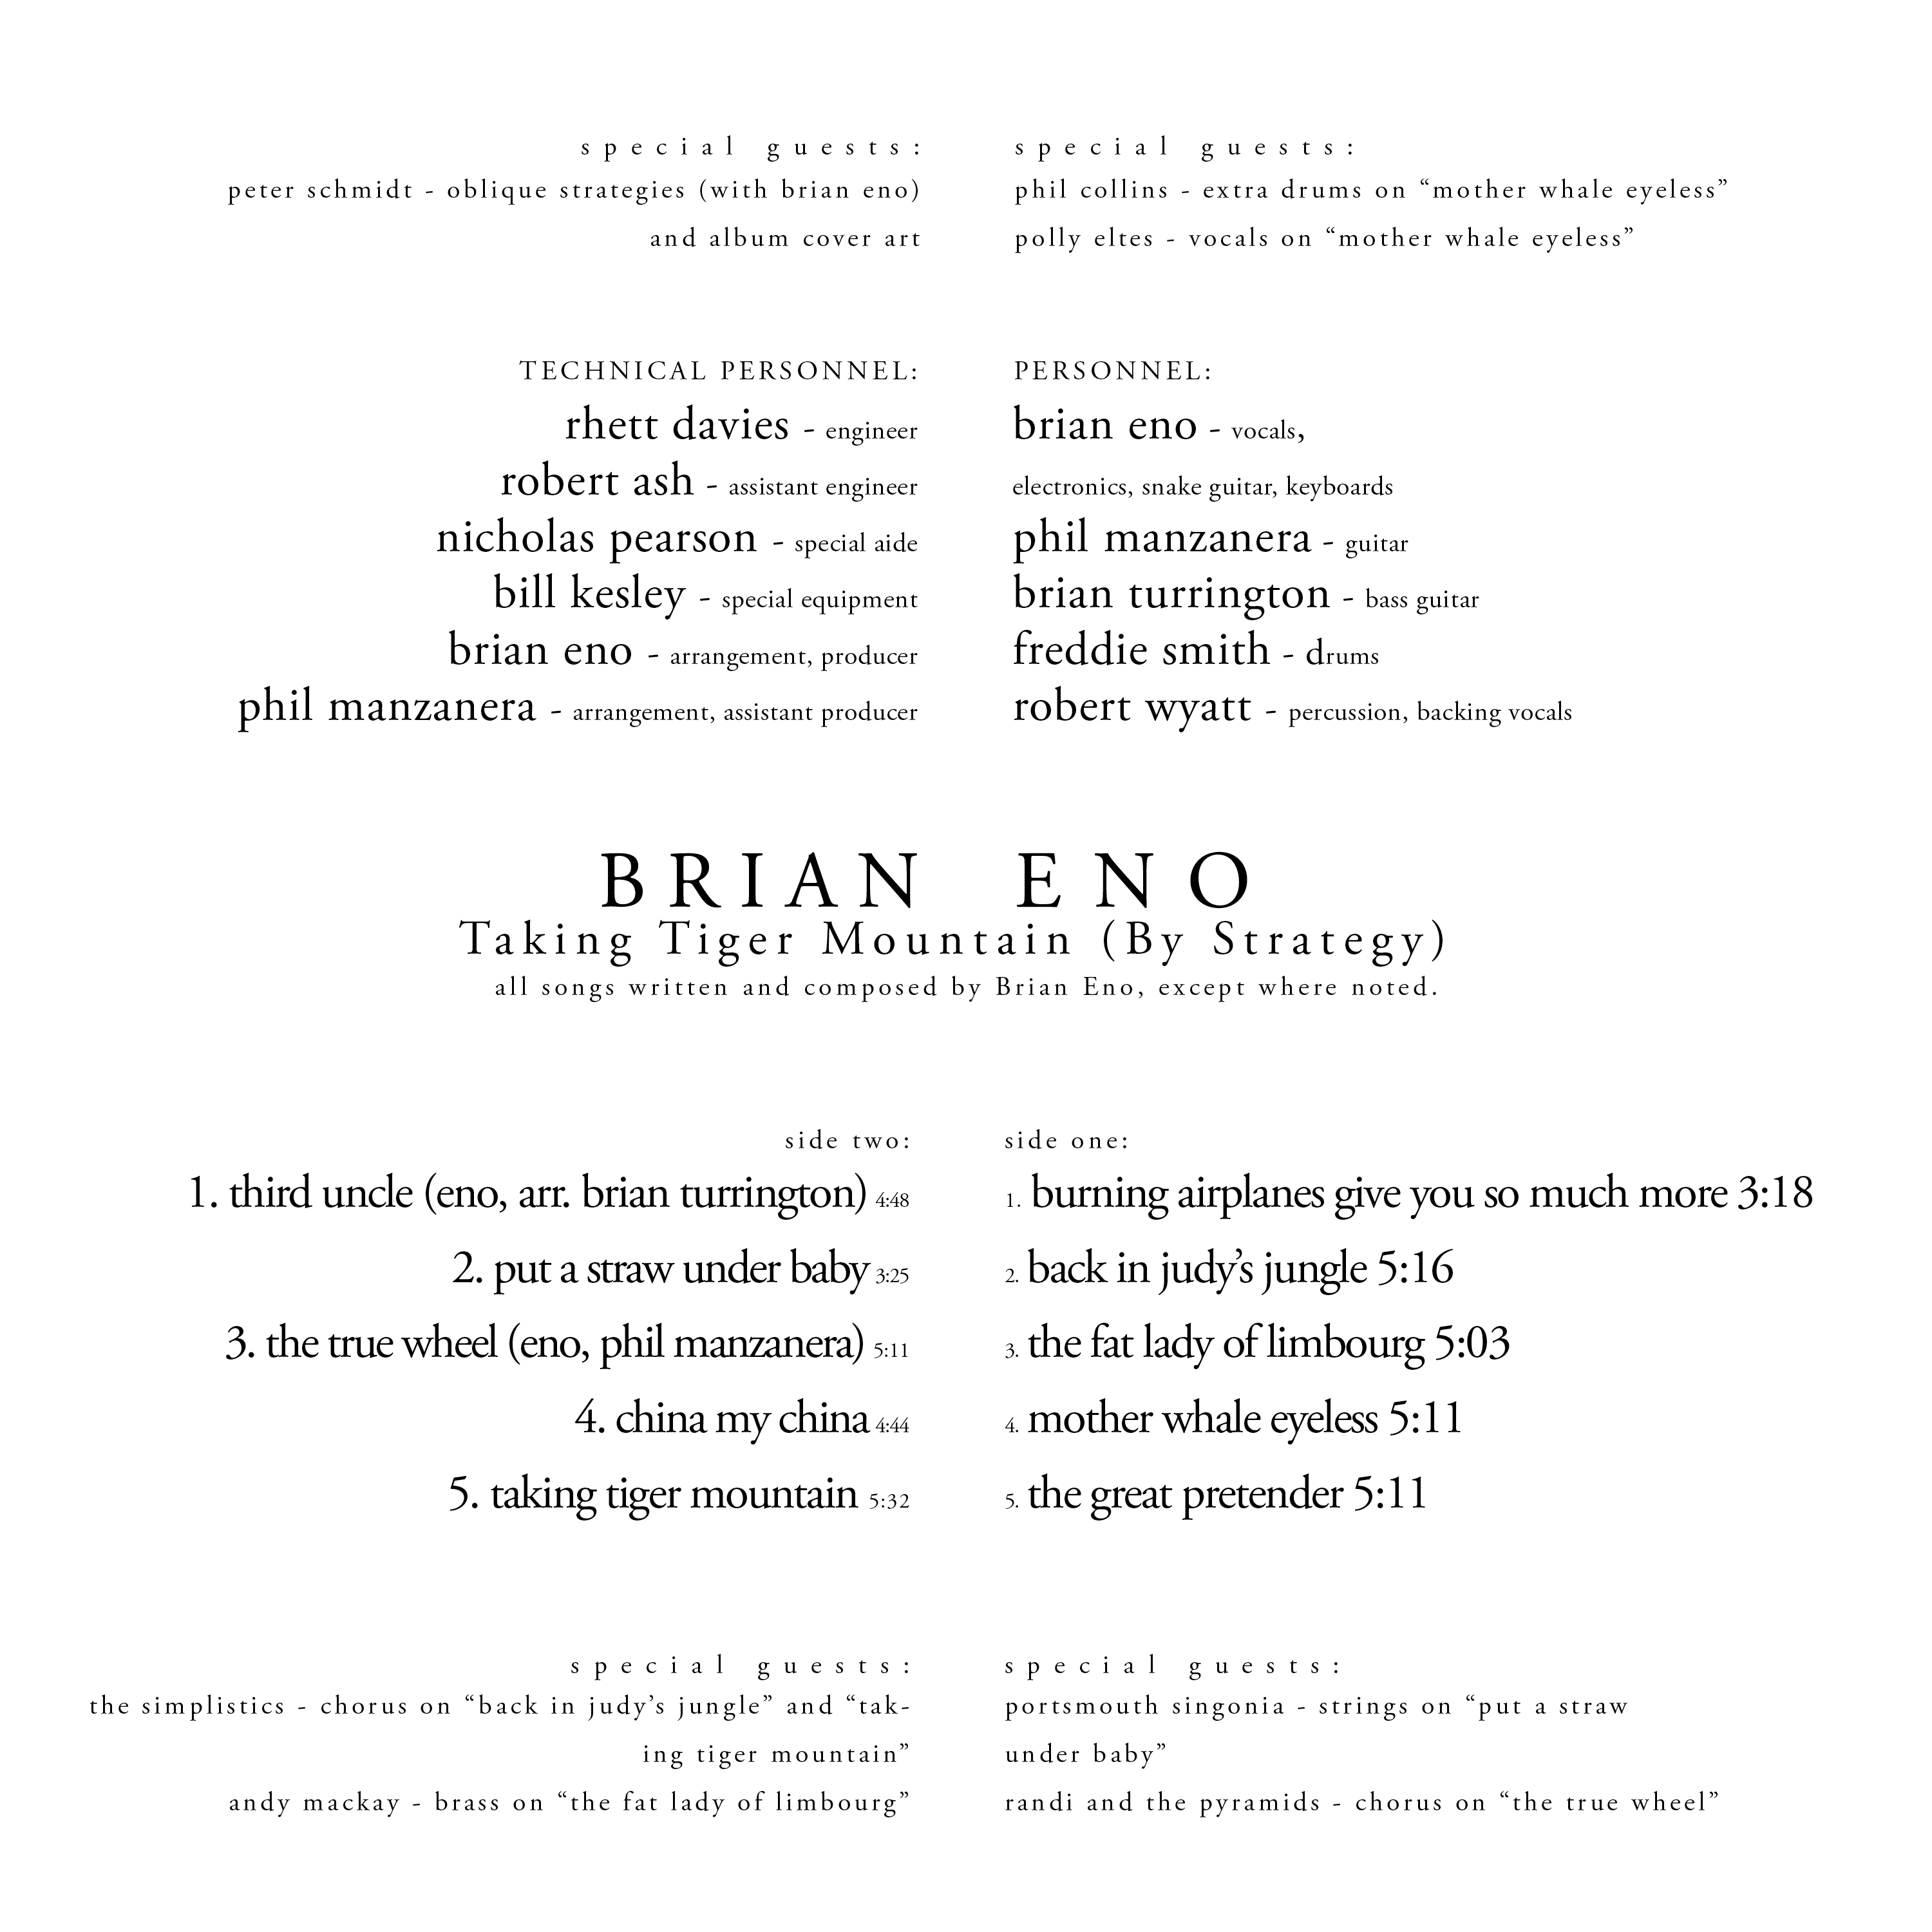 special guests:
peter schmidt - oblique strategies (with brian eno)
and album cover art
special guests:
phil collins - extra drums on “mother whale eyeless”
polly eltes - vocals on “mother whale eyeless”
TECHNICAL PERSONNEL:
rhett davies - engineer
robert ash - assistant engineer
nicholas pearson - special aide
bill kesley - special equipment
brian eno - arrangement, producer
phil manzanera - arrangement, assistant producer
PERSONNEL:
brian eno - vocals,
electronics, snake guitar, keyboards
phil manzanera - guitar
brian turrington - bass guitar
freddie smith - drums
robert wyatt - percussion, backing vocals
BRIAN ENO
Taking Tiger Mountain (By Strategy)
all songs written and composed by Brian Eno, except where noted.
side two:
1. third uncle (eno, arr. brian turrington) 4:48
2. put a straw under baby 3:25
3. the true wheel (eno, phil manzanera) 5:11
4. china my china 4:44
5. taking tiger mountain 5:32
side one:
1. burning airplanes give you so much more 3:18
2. back in judy’s jungle 5:16
3. the fat lady of limbourg 5:03
4. mother whale eyeless 5:11
5. the great pretender 5:11
special guests:
the simplistics - chorus on “back in judy’s jungle” and “tak-
ing tiger mountain”
andy mackay - brass on “the fat lady of limbourg”
special guests:
portsmouth singonia - strings on “put a straw
under baby”
randi and the pyramids - chorus on “the true wheel”